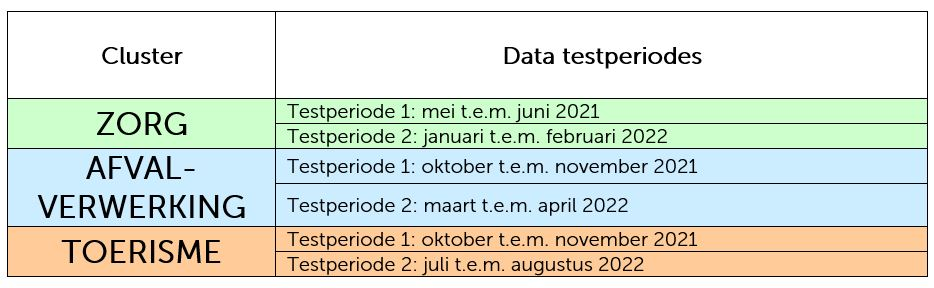 Cluster
Data testperiodes
ZORG
Testperiode 1: mei t.e.m. juni 2021
Testperiode 2: januari t.e.m. februari 2022
AFVAL-
VERWERKING
Testperiode 1: oktober t.e.m. november 2021
Testperiode 2: maart t.e.m. april 2022
TOERISME
Testperiode 1: oktober t.e.m. november 2021
Testperiode 2: juli t.e.m. augustus 2022